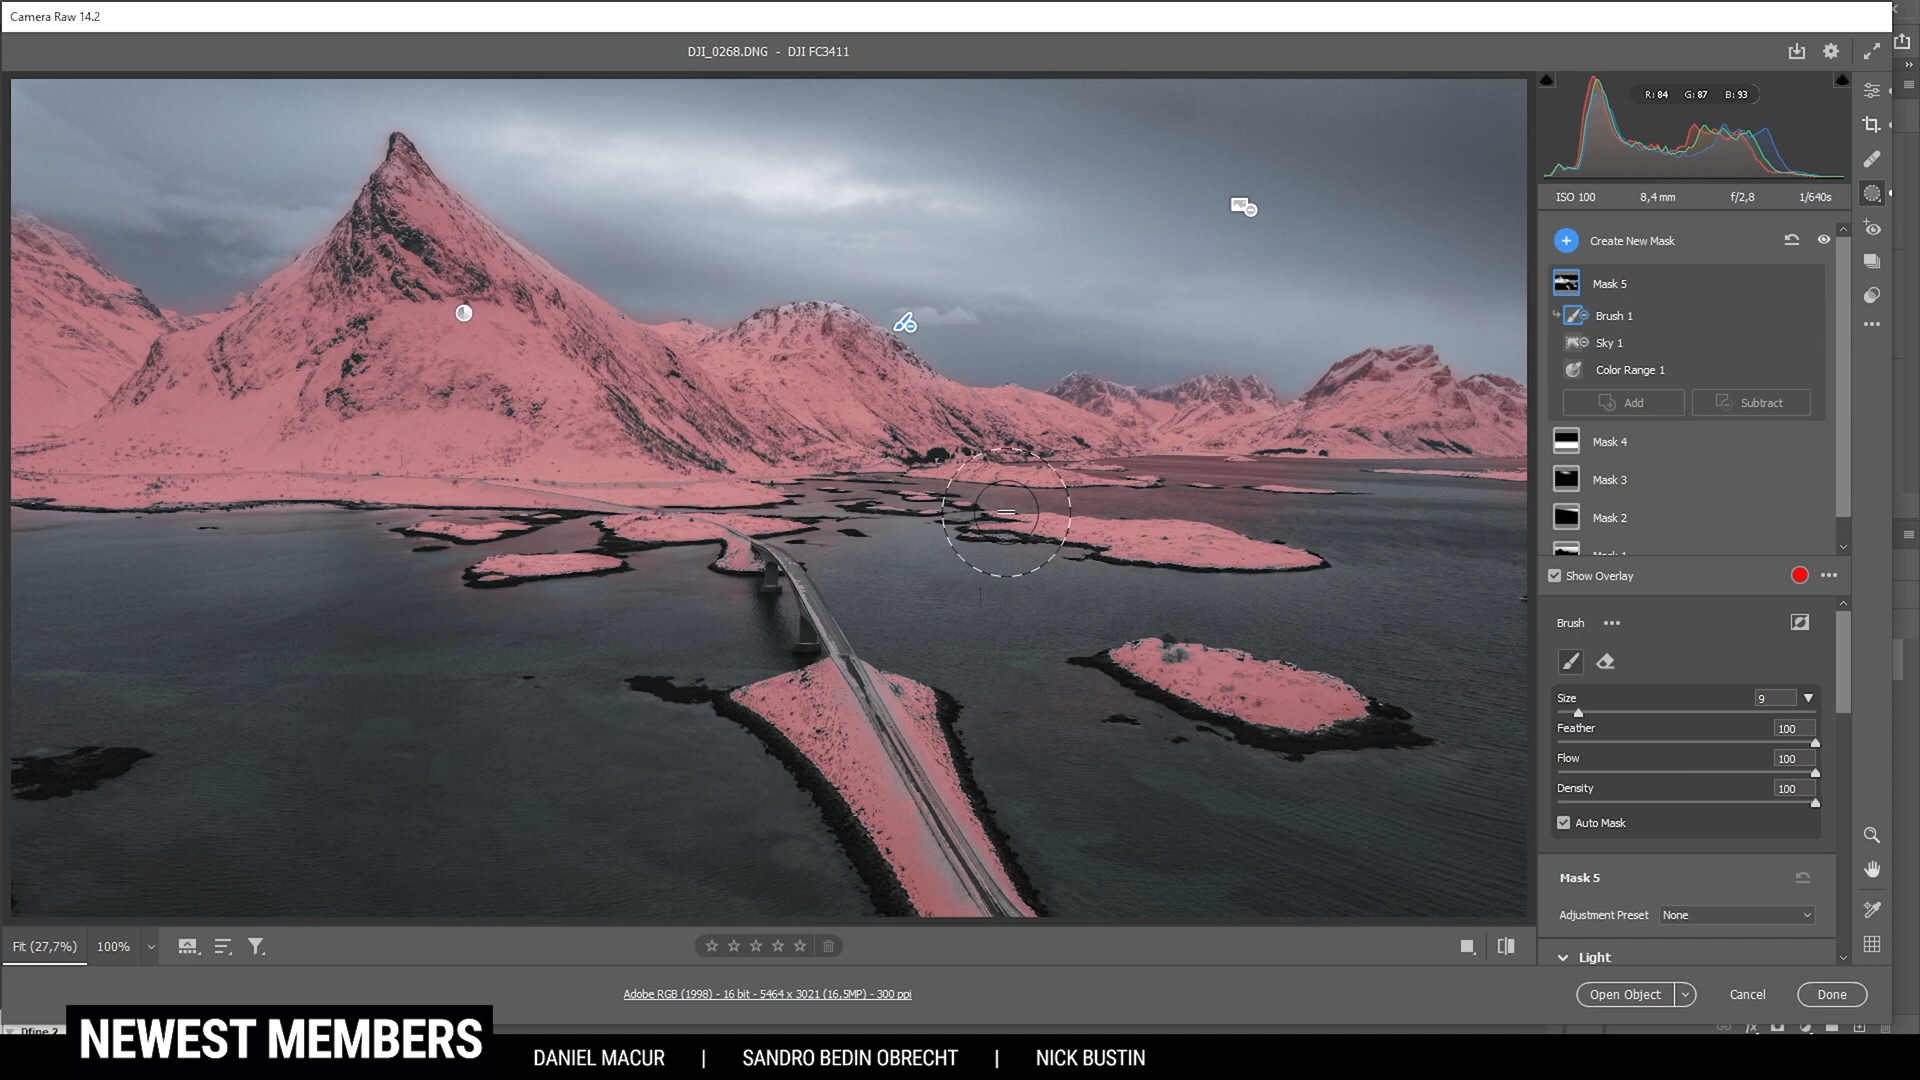 Camera Raw 14.2
DJI_0268.DNG - DJI FC3411
R: 84 G: 87 B: 93
ISO 100 8,4 mm f/2,8 1/640s
Create New Mask
Mask 5
Brush 1
Sky 1
Color Range 1
Add Subtract
Mask 4
Mask 3
Mask 2
Mask 1
Show Overlay
Brush
Size 9
Feather 100
Flow 100
Density 100
Auto Mask
Mask 5
Adjustment Preset None
Light
Fit (27,7%) 100%
Adobe RGB (1998) - 16 bit - 5464 x 3021 (16,5MP) - 300 ppi
Open Object Cancel Done
Dfine 2
NEWEST MEMBERS
DANIEL MACUR | SANDRO BEDIN OBRECHT | NICK BUSTIN